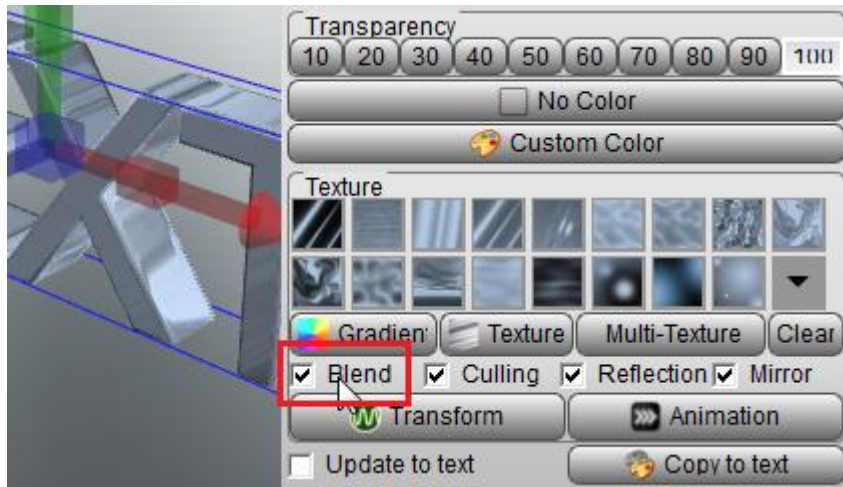 Transparency
10 20 30 40 50 60 70 80 90 100
No Color
Custom Color
Texture
Gradien Texture Multi-Texture Clear
Blend Culling Reflection Mirror
Transform Animation
Update to text Copy to text